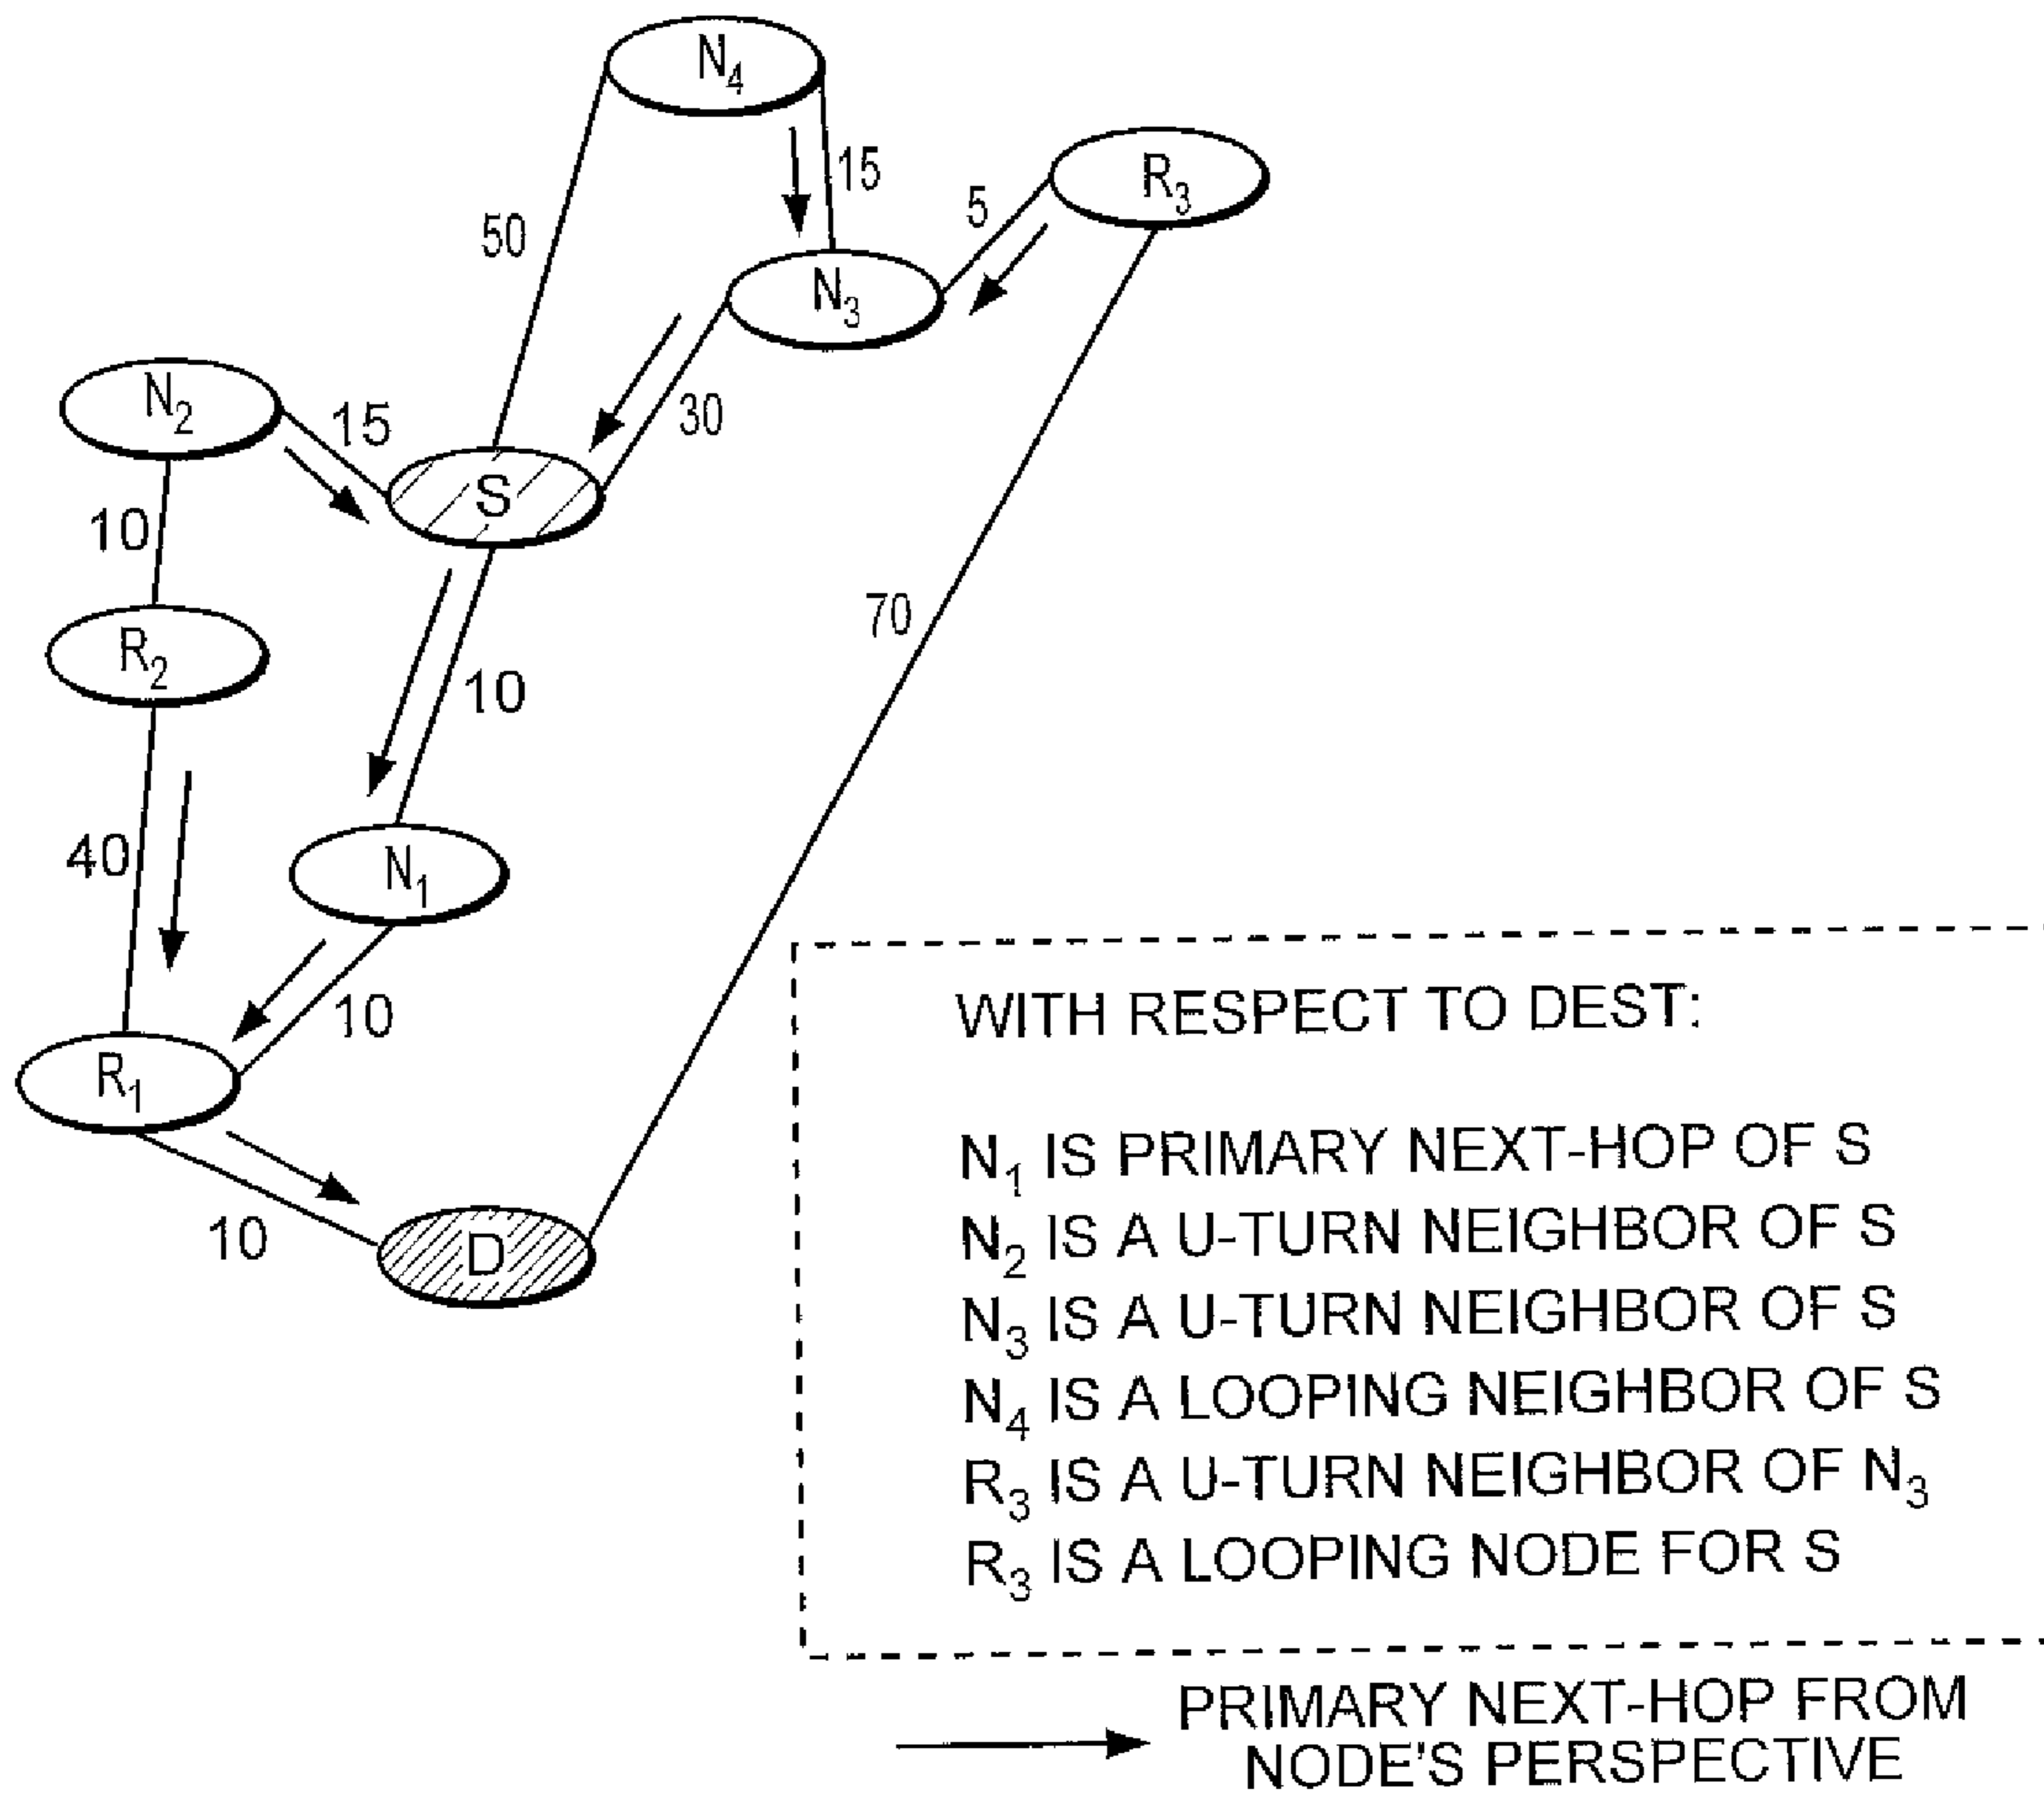 N₄
15
R₃
5
50
N₃
N₂
15
30
S
10
70
R₂
10
40
N₁
10
R₁
10
D
WITH RESPECT TO DEST:
N₁ IS PRIMARY NEXT-HOP OF S
N₂ IS A U-TURN NEIGHBOR OF S
N₃ IS A U-TURN NEIGHBOR OF S
N₄ IS A LOOPING NEIGHBOR OF S
R₃ IS A U-TURN NEIGHBOR OF N₃
R₃ IS A LOOPING NODE FOR S
PRIMARY NEXT-HOP FROM
NODE'S PERSPECTIVE